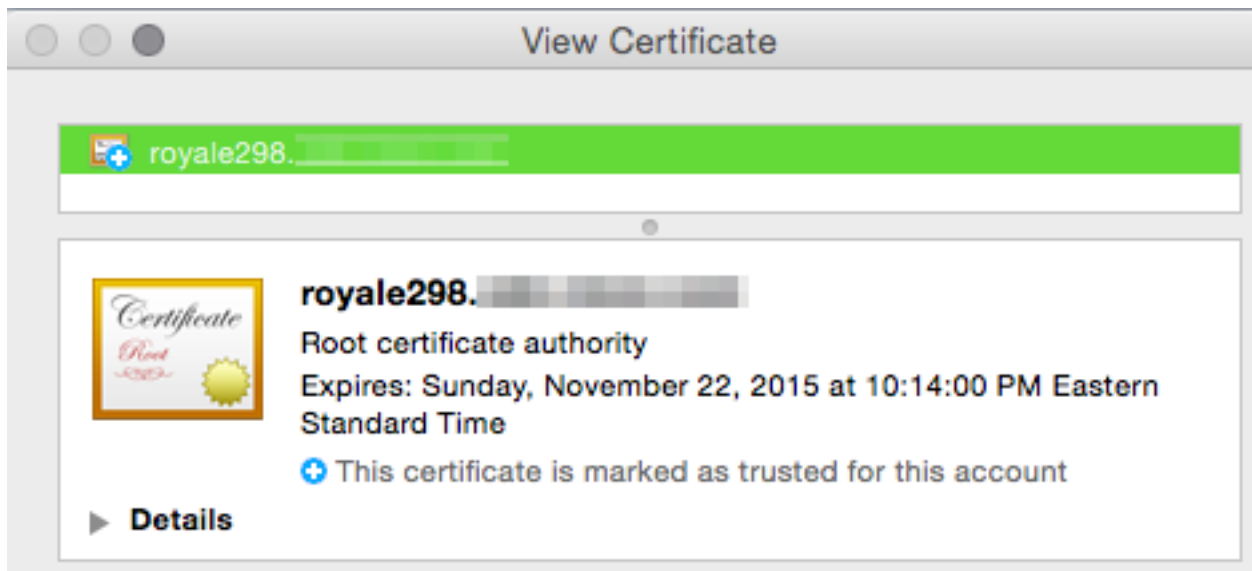 View Certificate
royale298.
royale298.
Certificate
Root
Root certificate authority
Expires: Sunday, November 22, 2015 at 10:14:00 PM Eastern
Standard Time
This certificate is marked as trusted for this account
Details